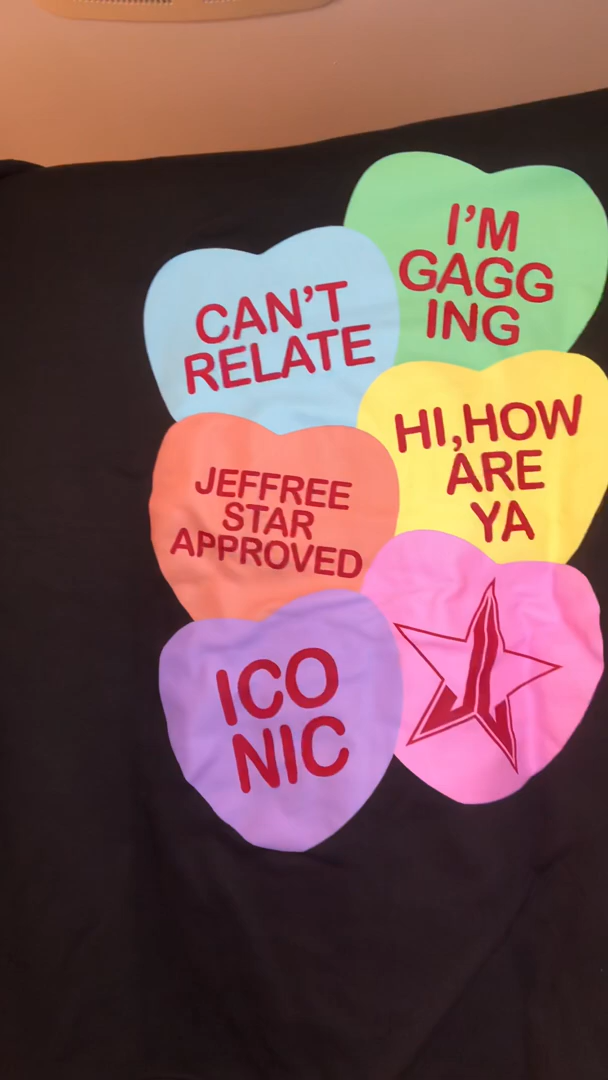 I'M
GAGG
ING
CAN'T
RELATE
HI,HOW
ARE
YA
JEFFREE
STAR
APPROVED
ICO
NIC